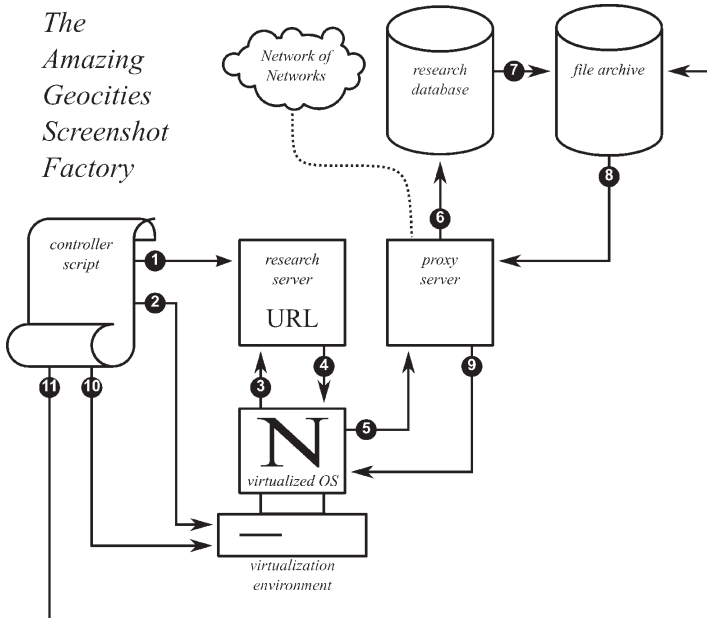 The
Amazing
Geocities
Screenshot
Factory
Network of
Networks
research
database
7
file archive
8
6
controller
script
1
2
research
server
URL
proxy
server
3
4
9
11
10
5
N
virtualized OS
virtualization
environment